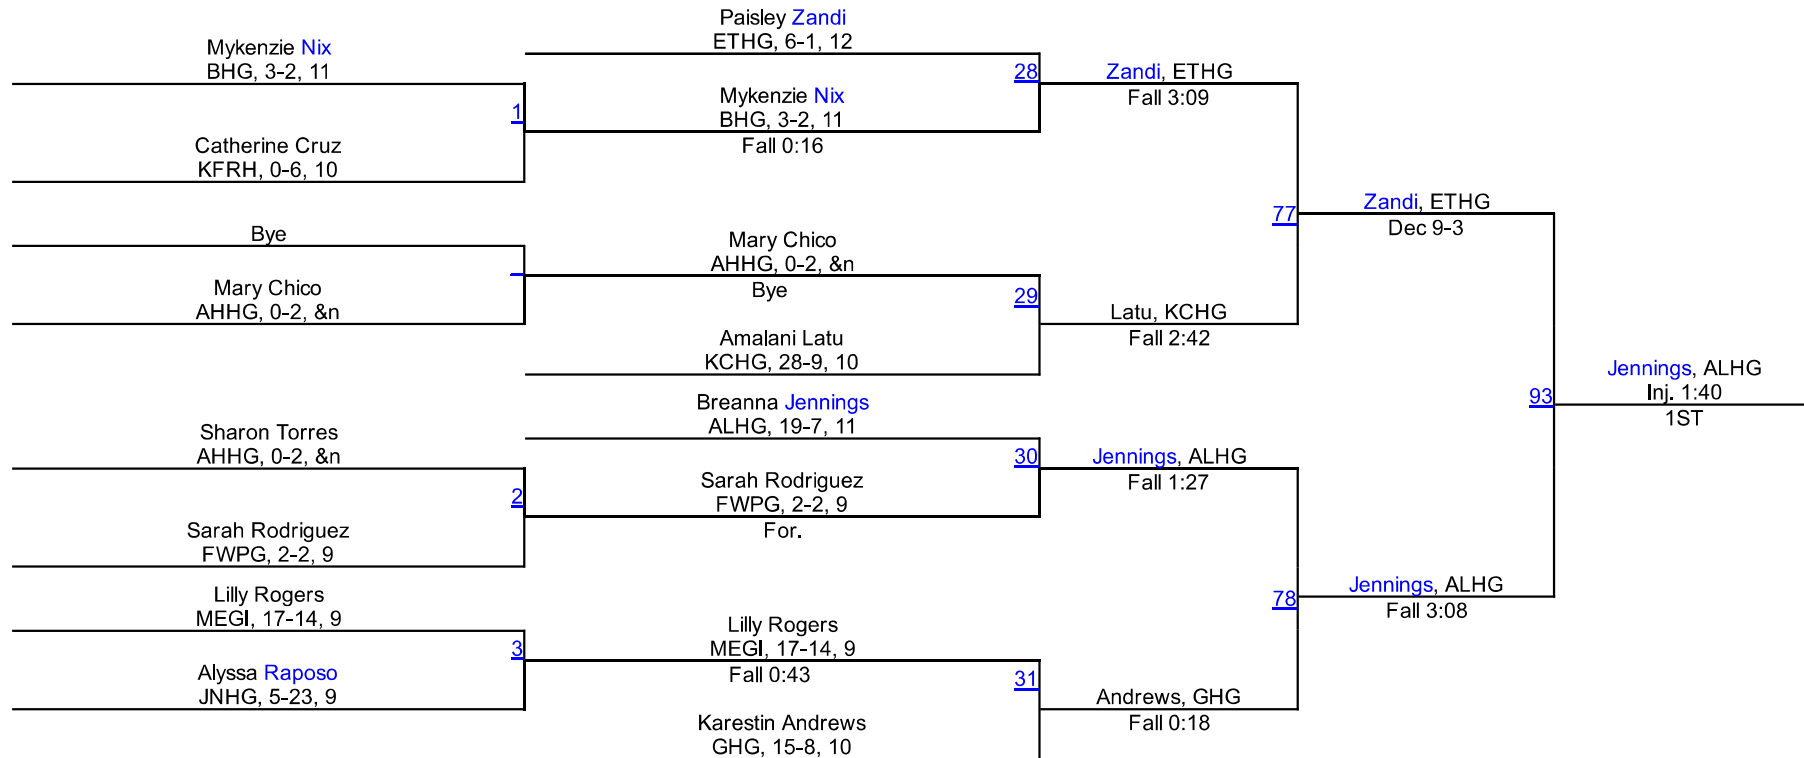 Mykenzie Nix
BHG, 3-2, 11
1
Catherine Cruz
KFRH, 0-6, 10
Bye
Mary Chico
AHHG, 0-2, &n
Sharon Torres
AHHG, 0-2, &n
2
Sarah Rodriguez
FWPG, 2-2, 9
Lilly Rogers
MEGI, 17-14, 9
3
Alyssa Raposo
JNHG, 5-23, 9
Paisley Zandi
ETHG, 6-1, 12
28
Mykenzie Nix
BHG, 3-2, 11
Fall 0:16
Mary Chico
AHHG, 0-2, &n
Bye
29
Amalani Latu
KCHG, 28-9, 10
Breanna Jennings
ALHG, 19-7, 11
30
Sarah Rodriguez
FWPG, 2-2, 9
For.
Lilly Rogers
MEGI, 17-14, 9
Fall 0:43
31
Karestin Andrews
GHG, 15-8, 10
Zandi, ETHG
Fall 3:09
77
Latu, KCHG
Fall 2:42
Jennings, ALHG
Fall 1:27
78
Andrews, GHG
Fall 0:18
Zandi, ETHG
Dec 9-3
93
Jennings, ALHG
Fall 3:08
Jennings, ALHG
Inj. 1:40
1ST